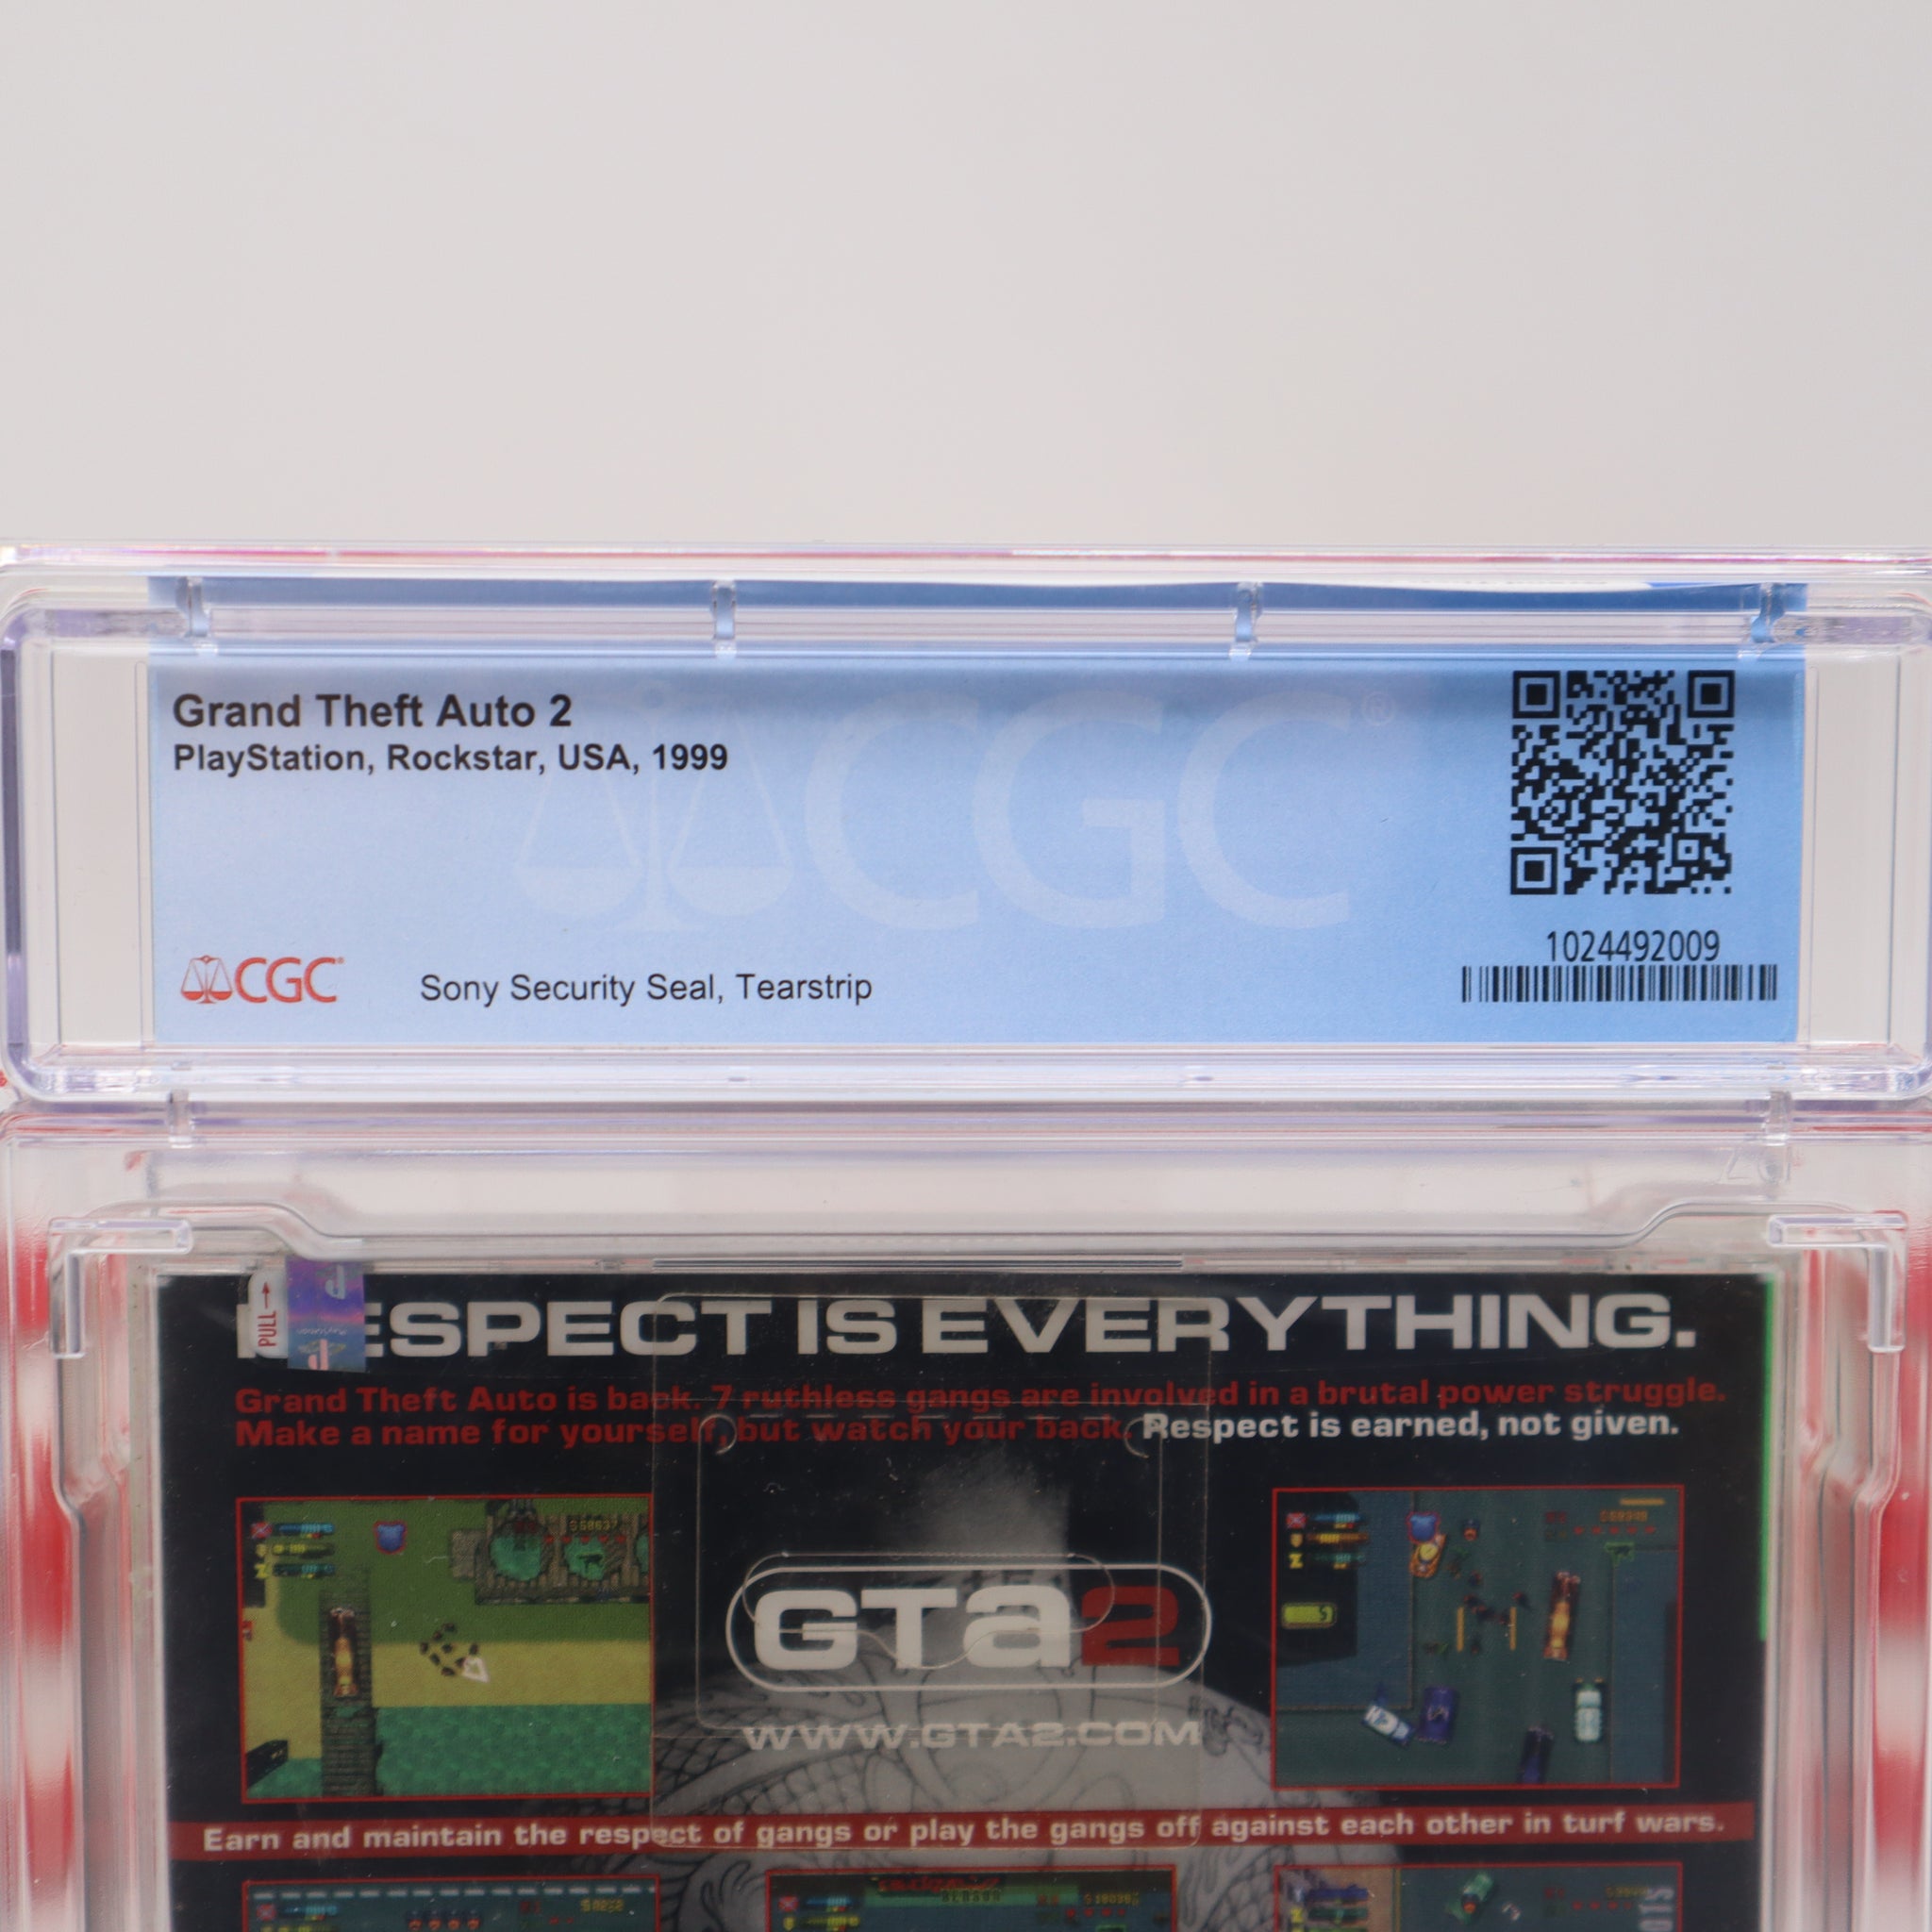 Grand Theft Auto 2
PlayStation, Rockstar, USA, 1999
CGC®
1024492009
CGC
Sony Security Seal, Tearstrip
PULL→
RESPECT IS EVERYTHING.
Grand Theft Auto is back. 7 ruthless gangs are involved in a brutal power struggle.
Make a name for yourself, but watch your back. Respect is earned, not given.
GTa2
WWW.GTA2.COM
Earn and maintain the respect of gangs or play the gangs off against each other in turf wars.